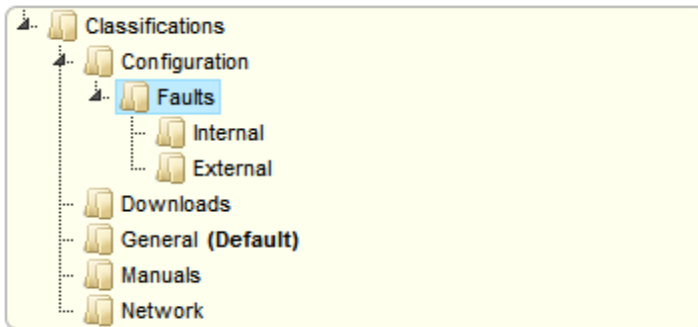 Classifications
Configuration
Faults
Internal
External
Downloads
General (Default)
Manuals
Network